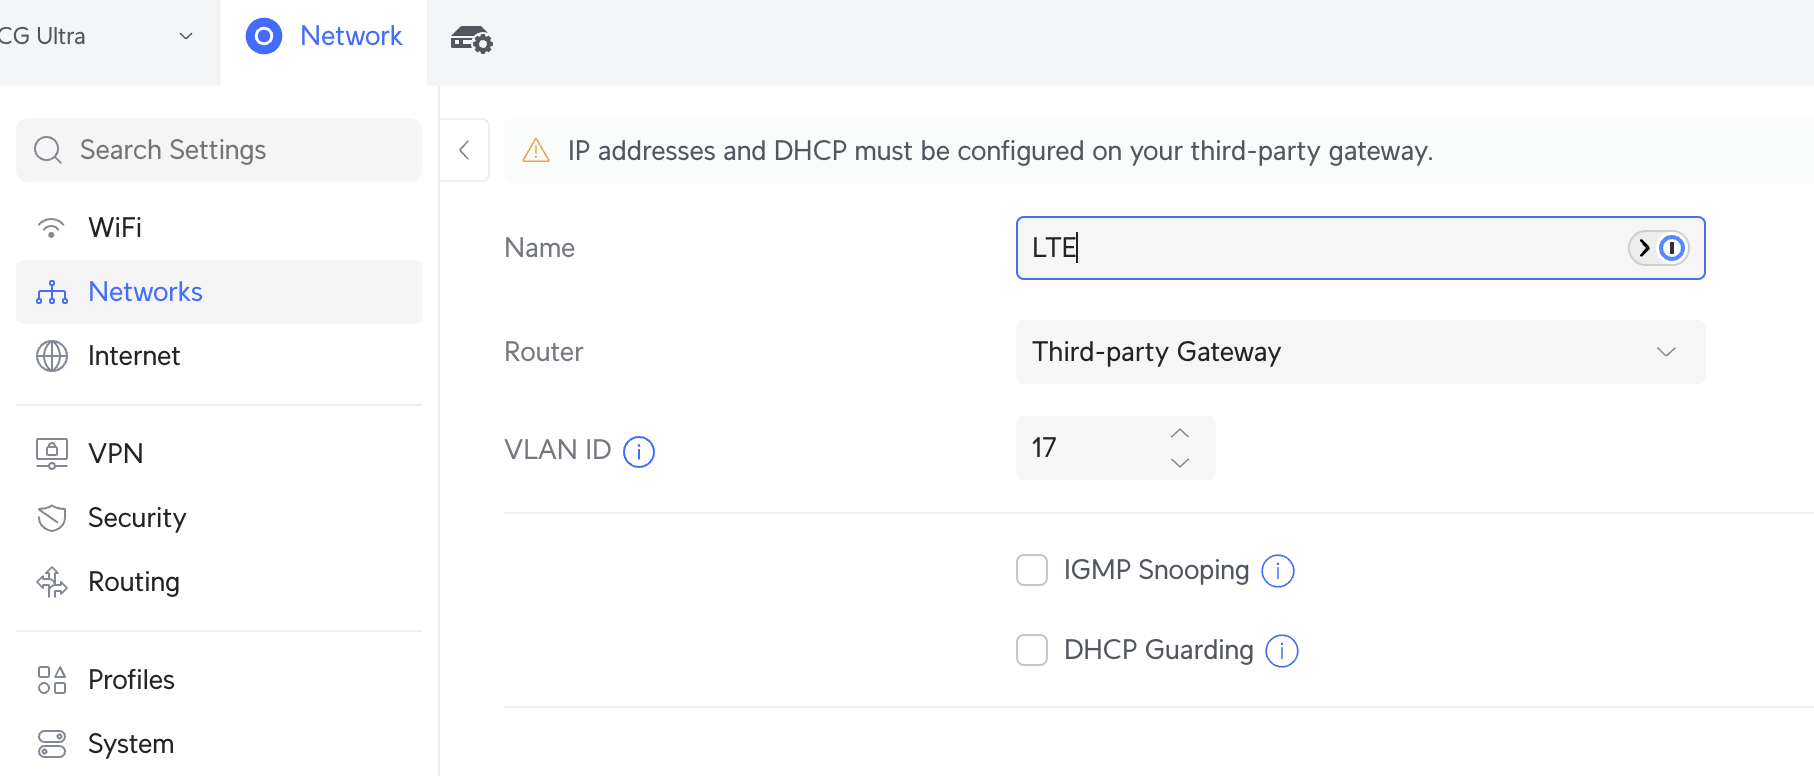 CG Ultra
Network
Search Settings
IP addresses and DHCP must be configured on your third-party gateway.
WiFi
Name
LTE
Networks
Router
Third-party Gateway
Internet
VLAN ID
17
VPN
Security
IGMP Snooping
Routing
DHCP Guarding
Profiles
System